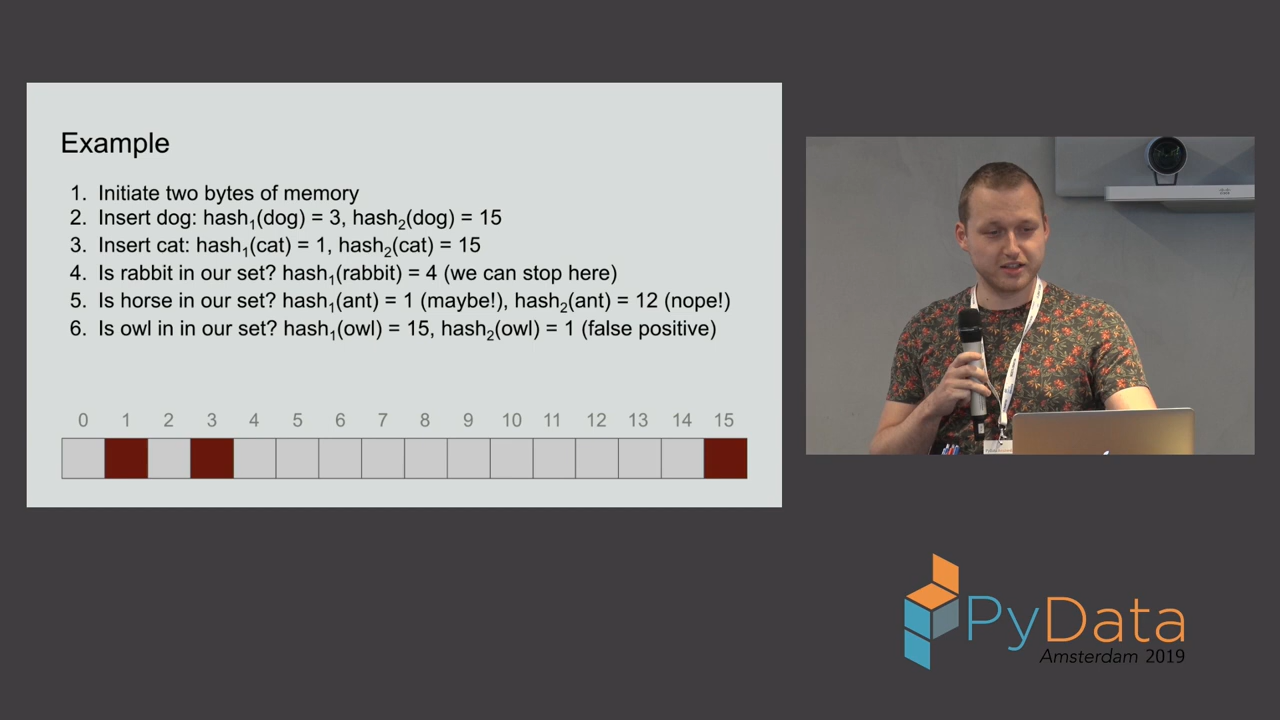 Example
1. Initiate two bytes of memory
2. Insert dog: hash1(dog) = 3, hash2(dog) = 15
3. Insert cat: hash1(cat) = 1, hash2(cat) = 15
4. Is rabbit in our set? hash1(rabbit) = 4 (we can stop here)
5. Is horse in our set? hash1(ant) = 1 (maybe!), hash2(ant) = 12 (nope!)
6. Is owl in in our set? hash1(owl) = 15, hash2(owl) = 1 (false positive)
0 1 2 3 4 5 6 7 8 9 10 11 12 13 14 15
PyData
Amsterdam 2019